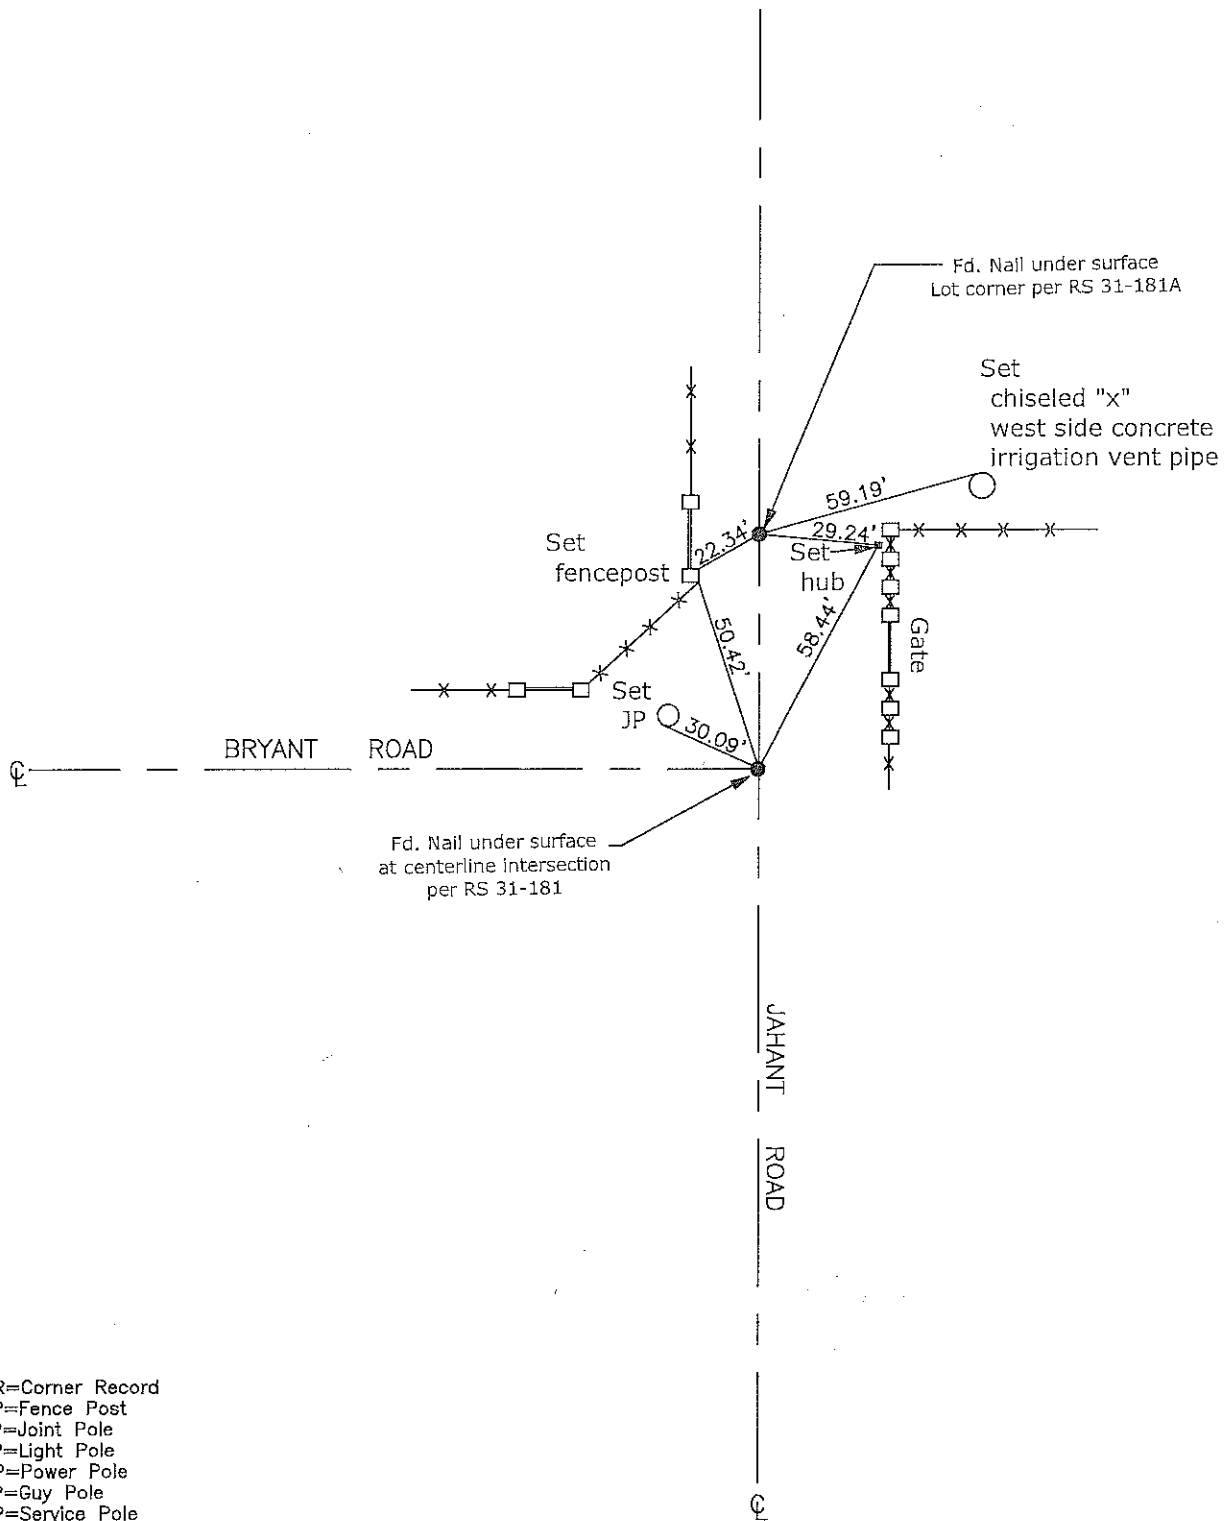 Fd. Nail under surface
Lot corner per RS 31-181A
Set
chiseled "x"
west side concrete
irrigation vent pipe
59.19'
29.24'
22.34'
Set
fencepost
Set
hub
58.44'
50.42'
Gate
Set
JP
30.09'
BRYANT ROAD
Fd. Nail under surface
at centerline intersection
per RS 31-181
JAHANT ROAD
R=Corner Record
P=Fence Post
P=Joint Pole
P=Light Pole
P=Power Pole
P=Guy Pole
P=Service Pole